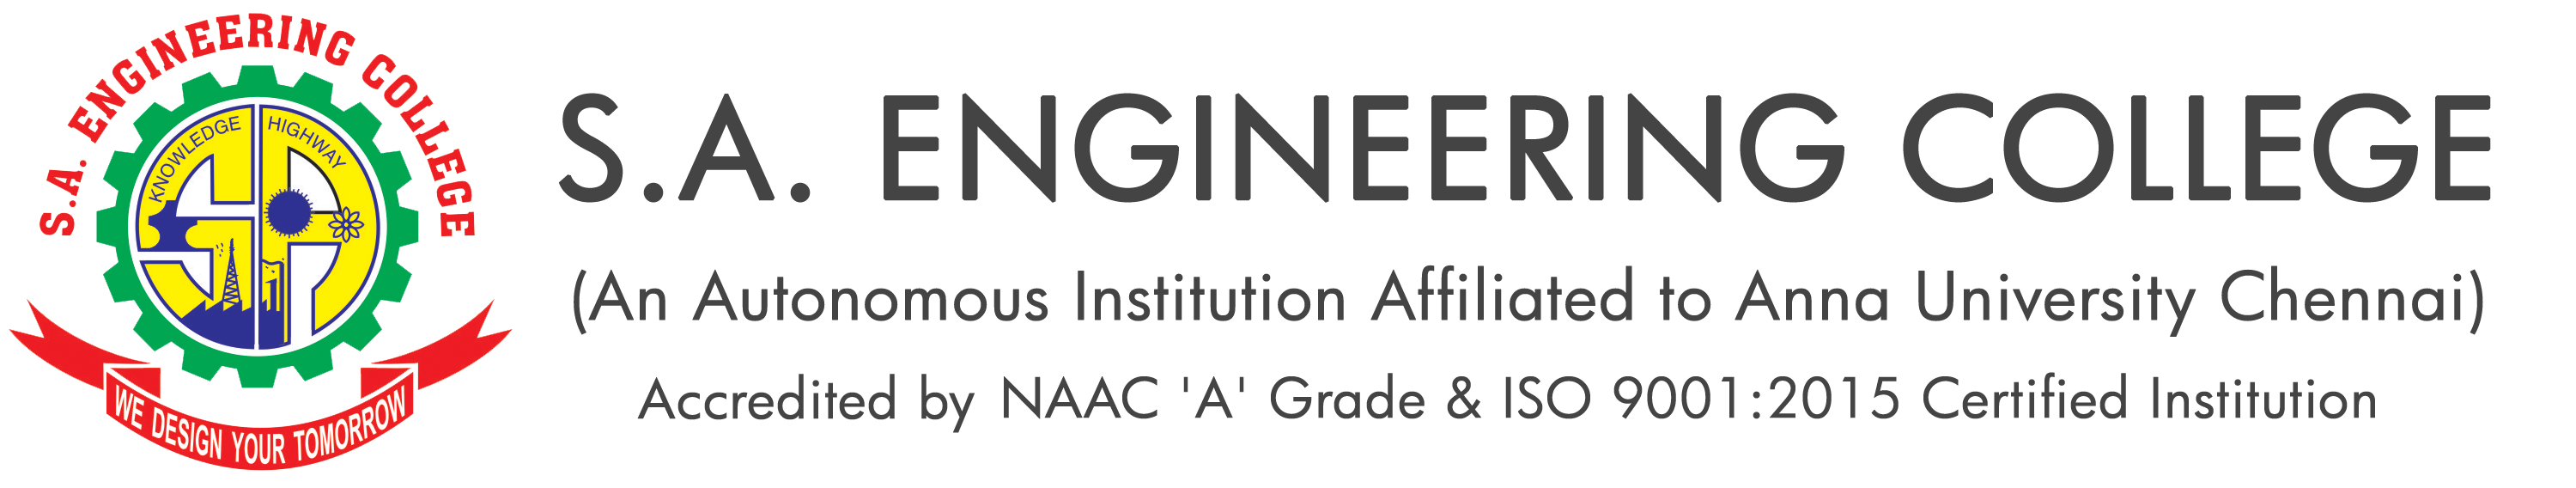 S.A. ENGINEERING COLLEGE
KNOWLEDGE HIGHWAY
WE DESIGN YOUR TOMORROW
S.A. ENGINEERING COLLEGE
(An Autonomous Institution Affiliated to Anna University Chennai)
Accredited by NAAC 'A' Grade & ISO 9001:2015 Certified Institution